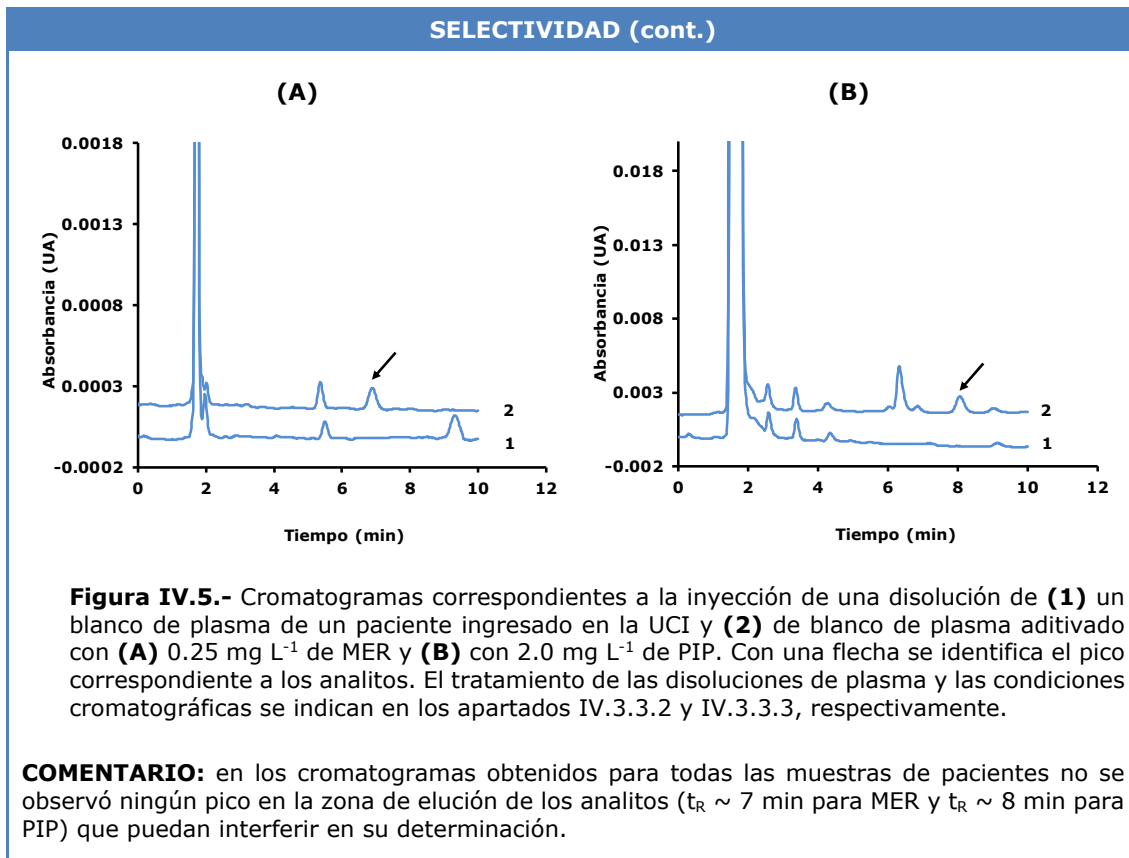 SELECTIVIDAD (cont.)
(A)
0.0018
0.0013
0.0008
0.0003
-0.0002
Absorbancia (UA)
2
1
0 2 4 6 8 10 12
Tiempo (min)
(B)
0.018
0.013
0.008
0.003
-0.002
Absorbancia (UA)
2
1
0 2 4 6 8 10 12
Tiempo (min)
Figura IV.5.- Cromatogramas correspondientes a la inyección de una disolución de (1) un
blanco de plasma de un paciente ingresado en la UCI y (2) de blanco de plasma aditivado
con (A) 0.25 mg L⁻¹ de MER y (B) con 2.0 mg L⁻¹ de PIP. Con una flecha se identifica el pico
correspondiente a los analitos. El tratamiento de las disoluciones de plasma y las condiciones
cromatográficas se indican en los apartados IV.3.3.2 y IV.3.3.3, respectivamente.
COMENTARIO: en los cromatogramas obtenidos para todas las muestras de pacientes no se
observó ningún pico en la zona de elución de los analitos (tR ~ 7 min para MER y tR ~ 8 min para
PIP) que puedan interferir en su determinación.